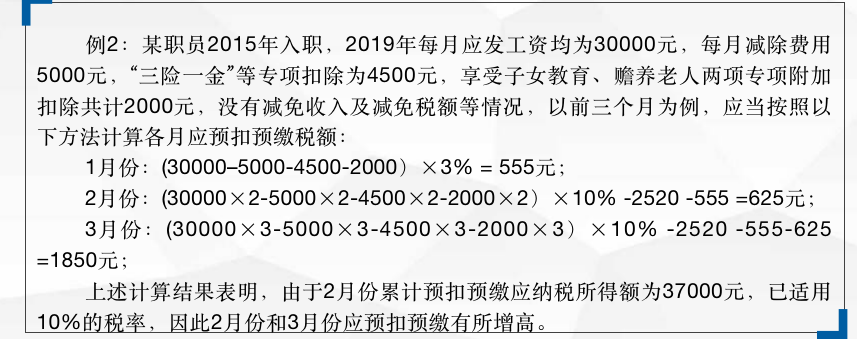 例2：某职员2015年入职，2019年每月应发工资均为30000元，每月减除费用
5000元，“三险一金”等专项扣除为4500元，享受子女教育、赡养老人两项专项附加
扣除共计2000元，没有减免收入及减免税额等情况，以前三个月为例，应当按照以
下方法计算各月应预扣预缴税额：
1月份：(30000–5000-4500-2000）×3% = 555元；
2月份：(30000×2-5000×2-4500×2-2000×2）×10% -2520 -555 =625元；
3月份：(30000×3-5000×3-4500×3-2000×3）×10% -2520 -555-625
=1850元；
上述计算结果表明，由于2月份累计预扣预缴应纳税所得额为37000元，已适用
10%的税率，因此2月份和3月份应预扣预缴有所增高。